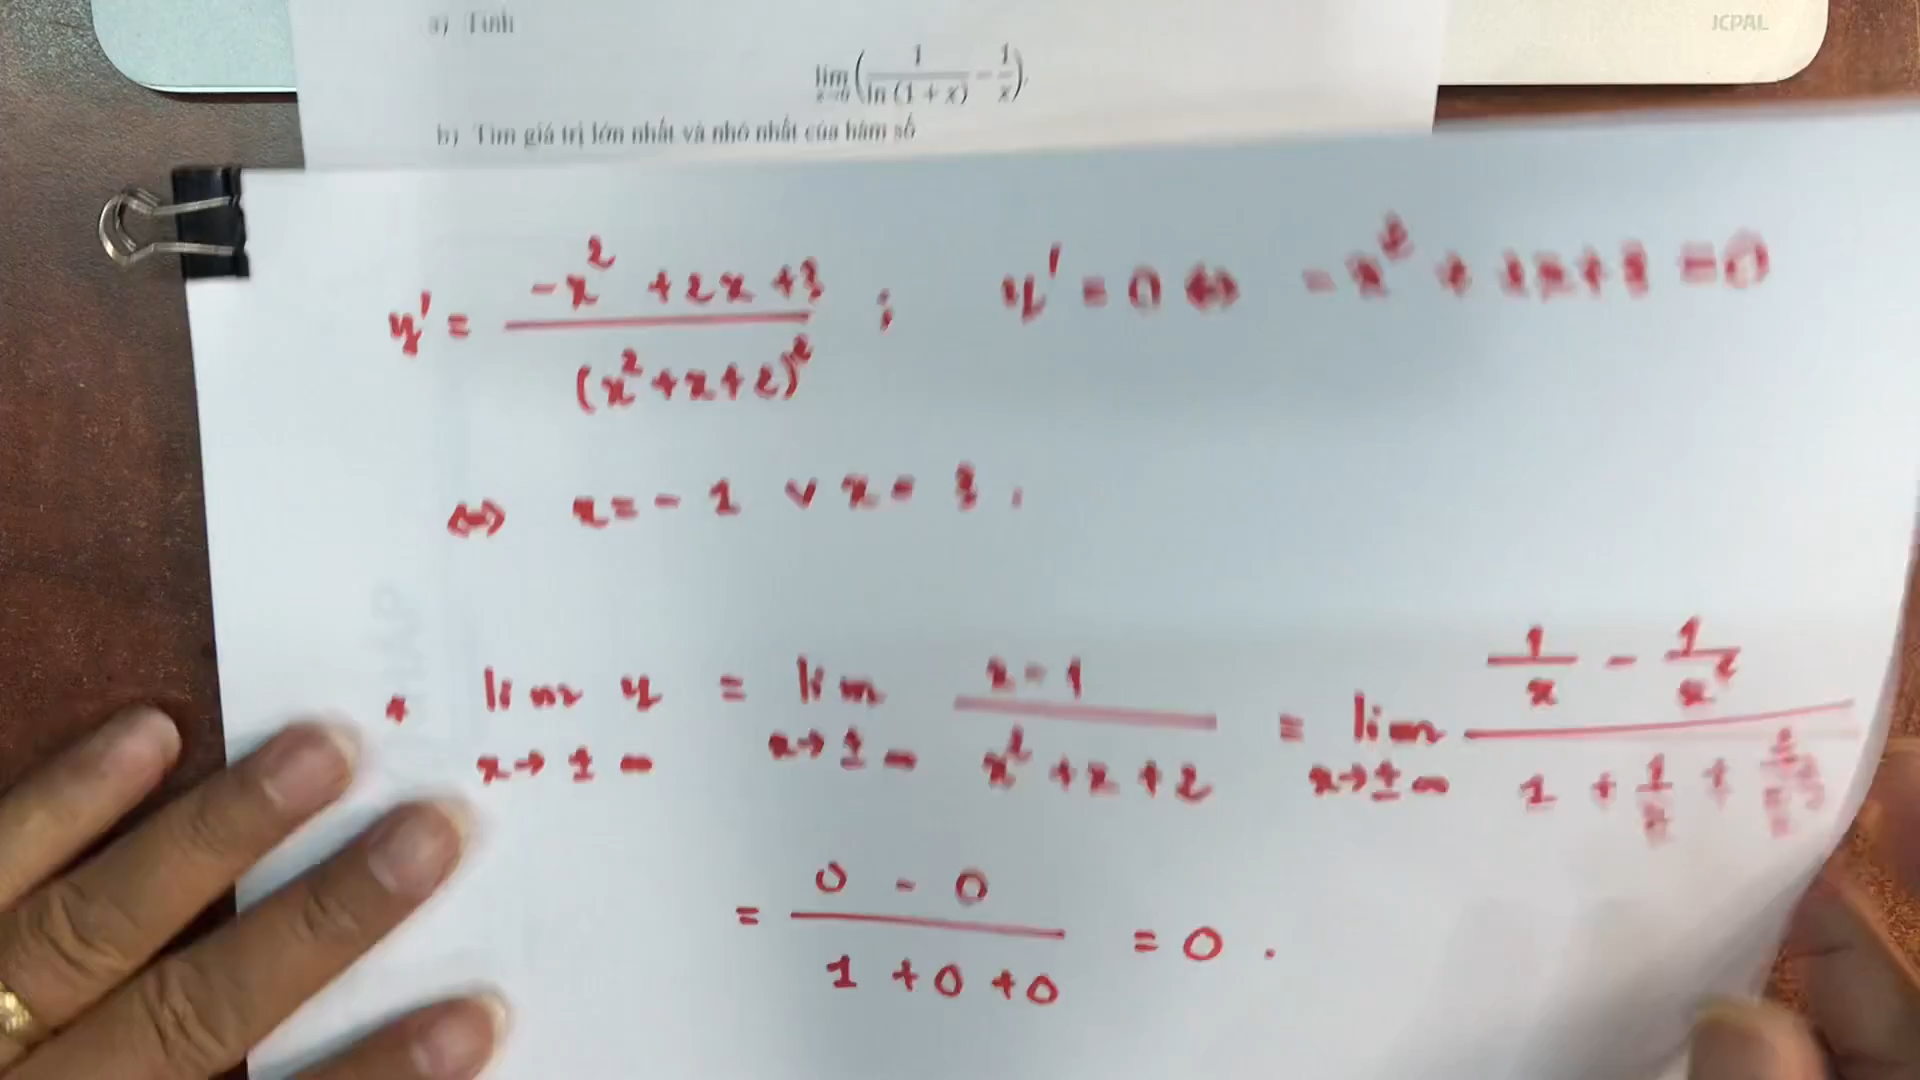 JCPAL
a) Tính
lim x→0 (1/ln (1 + x) − 1/x).
b) Tìm giá trị lớn nhất và nhỏ nhất của hàm số
y' = (-x² + 2x + 3)/(x² + x + 2)² ; y' = 0 ⇔ -x² + 2x + 3 = 0
⇔ x = -1 ∨ x = 3 .
* lim x→±∞ y = lim x→±∞ (x - 1)/(x² + x + 2) = lim x→±∞ (1/x - 1/x²)/(1 + 1/x + 2/x²)
= (0 - 0)/(1 + 0 + 0) = 0 .